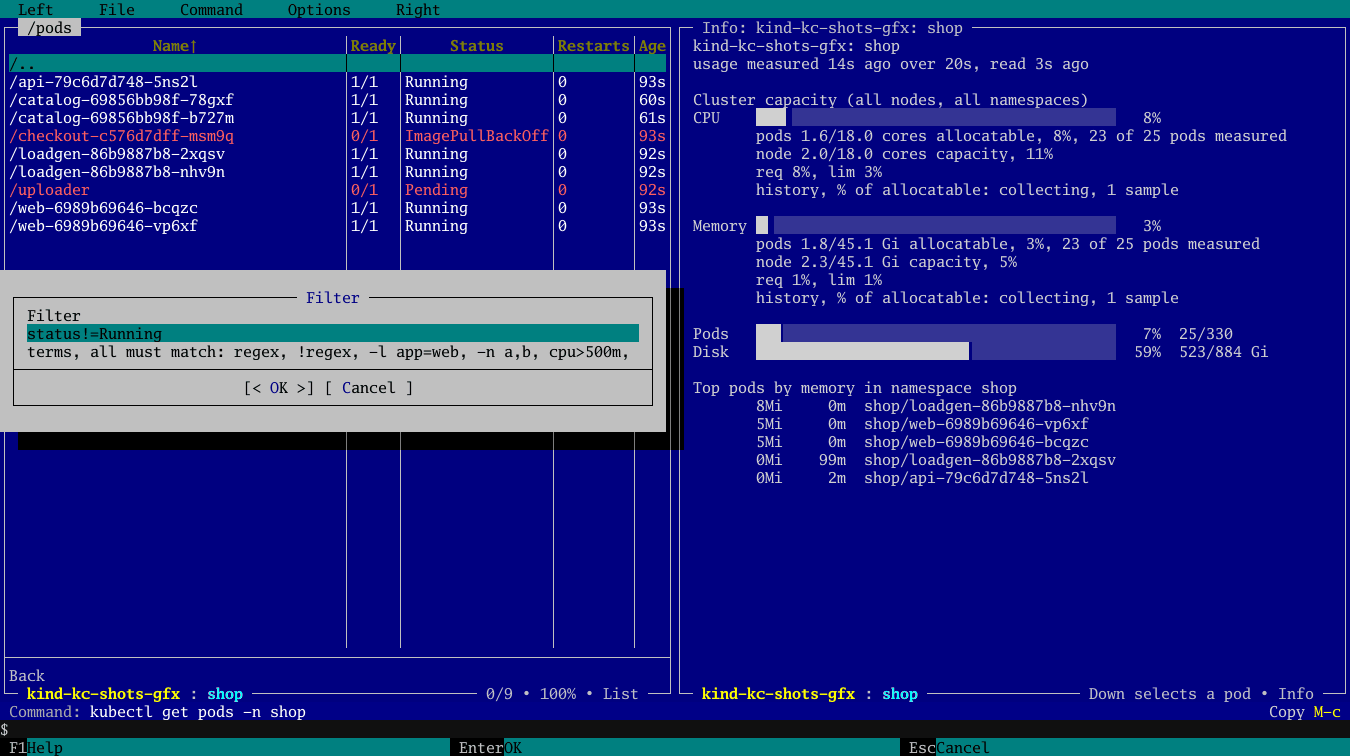 Left File Command Options Right
/pods
Name↑ Ready Status Restarts Age
/..
/api-79c6d7d748-5ns2l 1/1 Running 0 93s
/catalog-69856bb98f-78gxf 1/1 Running 0 60s
/catalog-69856bb98f-b727m 1/1 Running 0 61s
/checkout-c576d7dff-msm9q 0/1 ImagePullBackOff 0 93s
/loadgen-86b9887b8-2xqsv 1/1 Running 0 92s
/loadgen-86b9887b8-nhv9n 1/1 Running 0 92s
/uploader 0/1 Pending 0 92s
/web-6989b69646-bcqzc 1/1 Running 0 93s
/web-6989b69646-vp6xf 1/1 Running 0 93s
Filter
Filter
status!=Running
terms, all must match: regex, !regex, -l app=web, -n a,b, cpu>500m,
[< OK >] [ Cancel ]
Back
kind-kc-shots-gfx : shop 0/9 • 100% • List
Info: kind-kc-shots-gfx: shop
kind-kc-shots-gfx: shop
usage measured 14s ago over 20s, read 3s ago
Cluster capacity (all nodes, all namespaces)
CPU 8%
pods 1.6/18.0 cores allocatable, 8%, 23 of 25 pods measured
node 2.0/18.0 cores capacity, 11%
req 8%, lim 3%
history, % of allocatable: collecting, 1 sample
Memory 3%
pods 1.8/45.1 Gi allocatable, 3%, 23 of 25 pods measured
node 2.3/45.1 Gi capacity, 5%
req 1%, lim 1%
history, % of allocatable: collecting, 1 sample
Pods 7% 25/330
Disk 59% 523/884 Gi
Top pods by memory in namespace shop
8Mi 0m shop/loadgen-86b9887b8-nhv9n
5Mi 0m shop/web-6989b69646-vp6xf
5Mi 0m shop/web-6989b69646-bcqzc
0Mi 99m shop/loadgen-86b9887b8-2xqsv
0Mi 2m shop/api-79c6d7d748-5ns2l
kind-kc-shots-gfx : shop Down selects a pod • Info
Command: kubectl get pods -n shop Copy M-c
$
F1Help EnterOK EscCancel